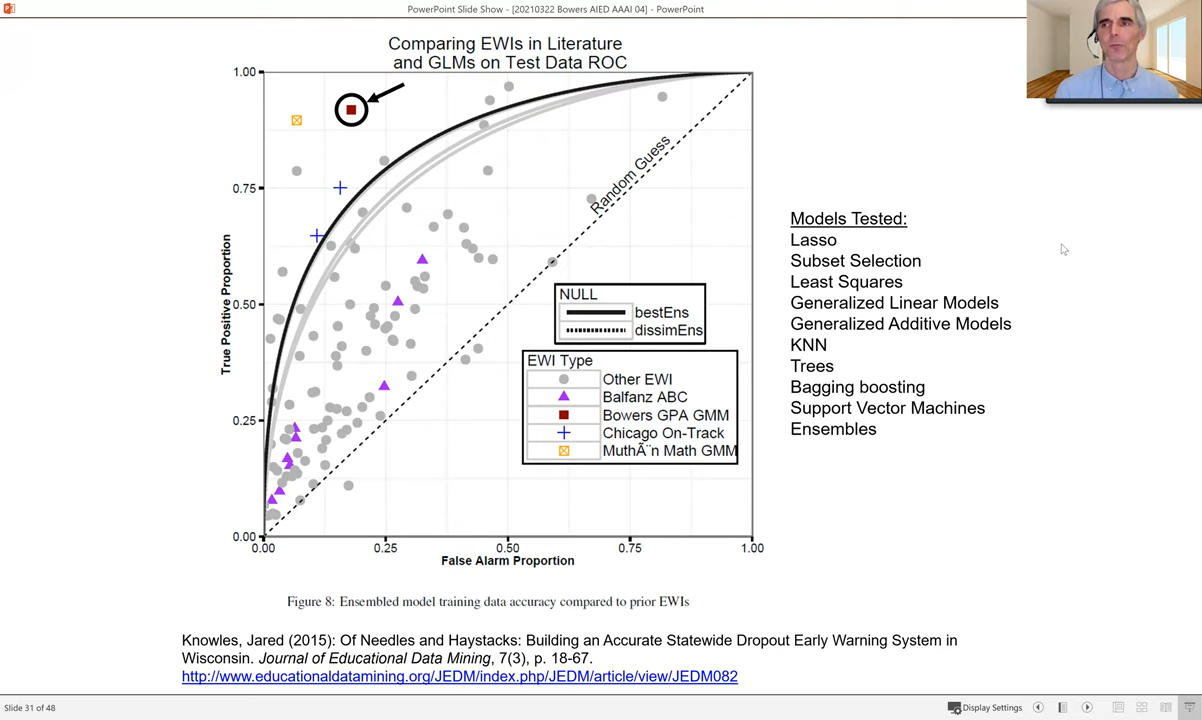 PowerPoint Slide Show - [20210322 Bowers AIED AAAI 04] - PowerPoint
Comparing EWIs in Literature
and GLMs on Test Data ROC
1.00
0.75
0.50
0.25
0.00
True Positive Proportion
Random Guess
NULL
bestEns
dissimEns
EWI Type
Other EWI
Balfanz ABC
Bowers GPA GMM
Chicago On-Track
MuthÃ¨n Math GMM
0.00
0.25
0.50
0.75
1.00
False Alarm Proportion
Models Tested:
Lasso
Subset Selection
Least Squares
Generalized Linear Models
Generalized Additive Models
KNN
Trees
Bagging boosting
Support Vector Machines
Ensembles
Figure 8: Ensembled model training data accuracy compared to prior EWIs
Knowles, Jared (2015): Of Needles and Haystacks: Building an Accurate Statewide Dropout Early Warning System in
Wisconsin. Journal of Educational Data Mining, 7(3), p. 18-67.
http://www.educationaldatamining.org/JEDM/index.php/JEDM/article/view/JEDM082
Slide 31 of 48
Display Settings